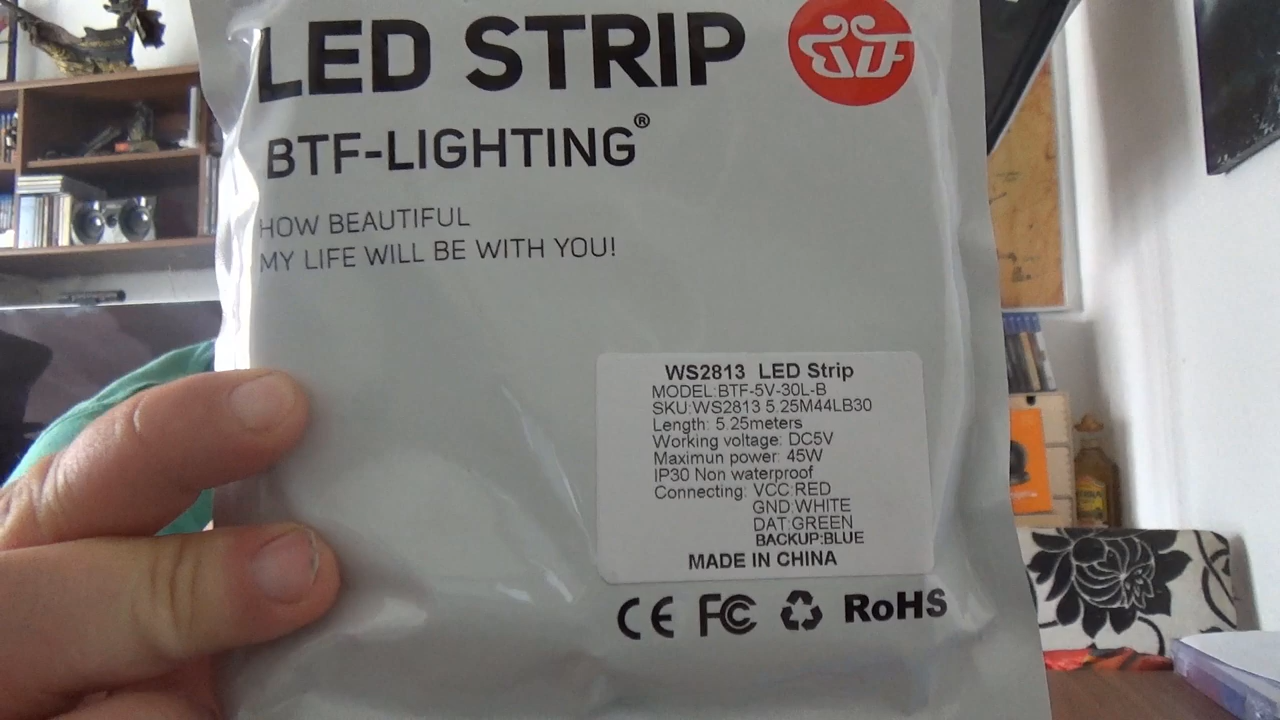 LED STRIP
BTF-LIGHTING®
HOW BEAUTIFUL
MY LIFE WILL BE WITH YOU!
WS2813 LED Strip
MODEL:BTF-5V-30L-B
SKU:WS2813 5.25M44LB30
Length: 5.25meters
Working voltage: DC5V
Maximun power: 45W
IP30 Non waterproof
Connecting: VCC:RED
GND:WHITE
DAT:GREEN
BACKUP:BLUE
MADE IN CHINA
CE FC RoHS